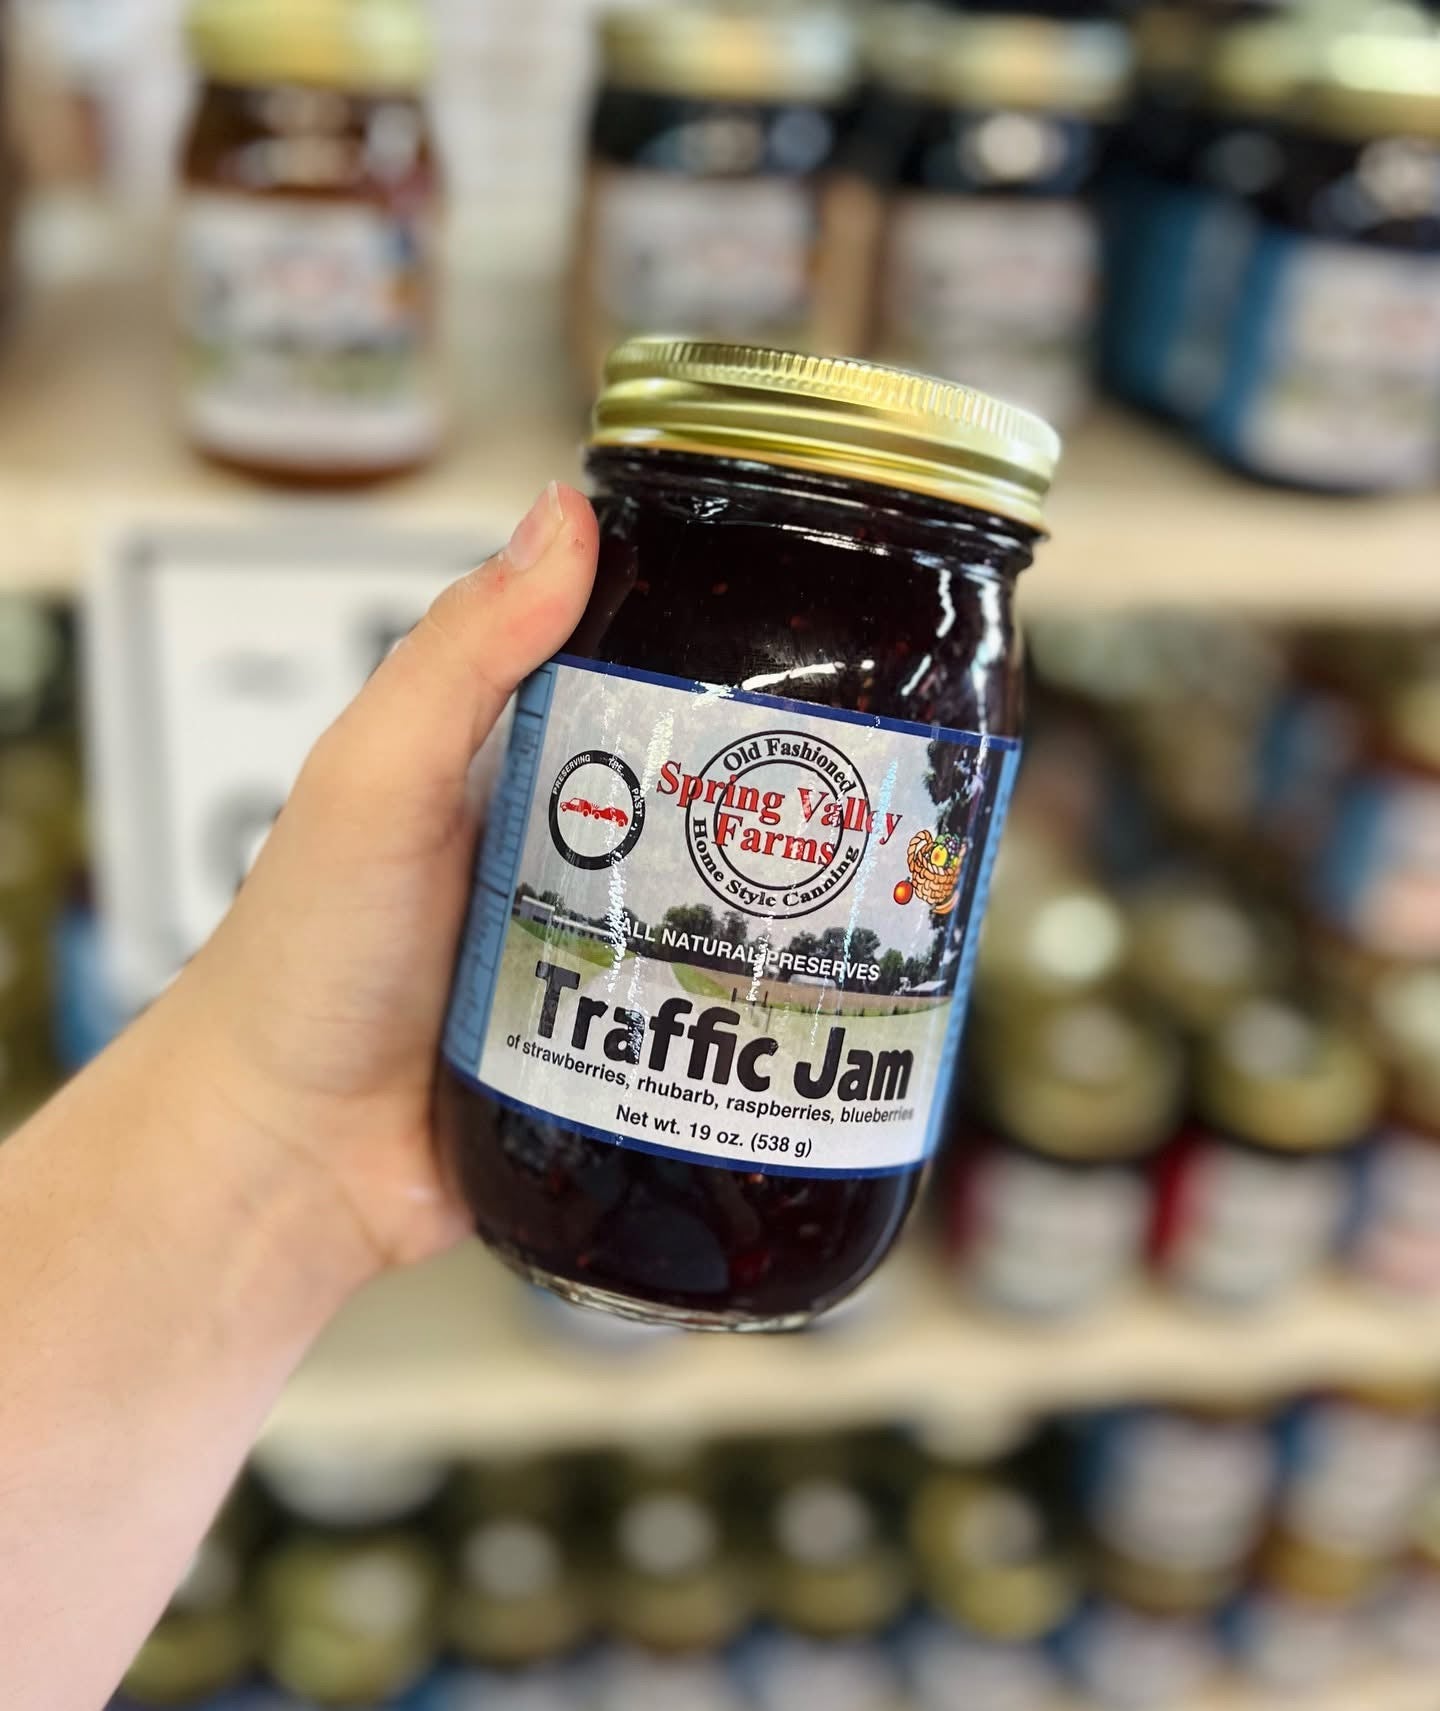 PRESERVING THE PAST
Old Fashioned
Spring Valley
Farms
Home Style Canning
ALL NATURAL PRESERVES
Traffic Jam
of strawberries, rhubarb, raspberries, blueberries
Net wt. 19 oz. (538 g)